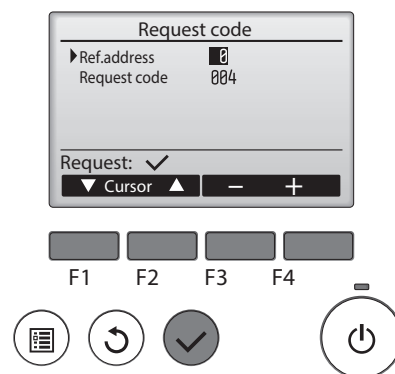 Request code
Ref.address 0
Request code 004
Request: ✓
▼ Cursor ▲ − +
F1 F2 F3 F4